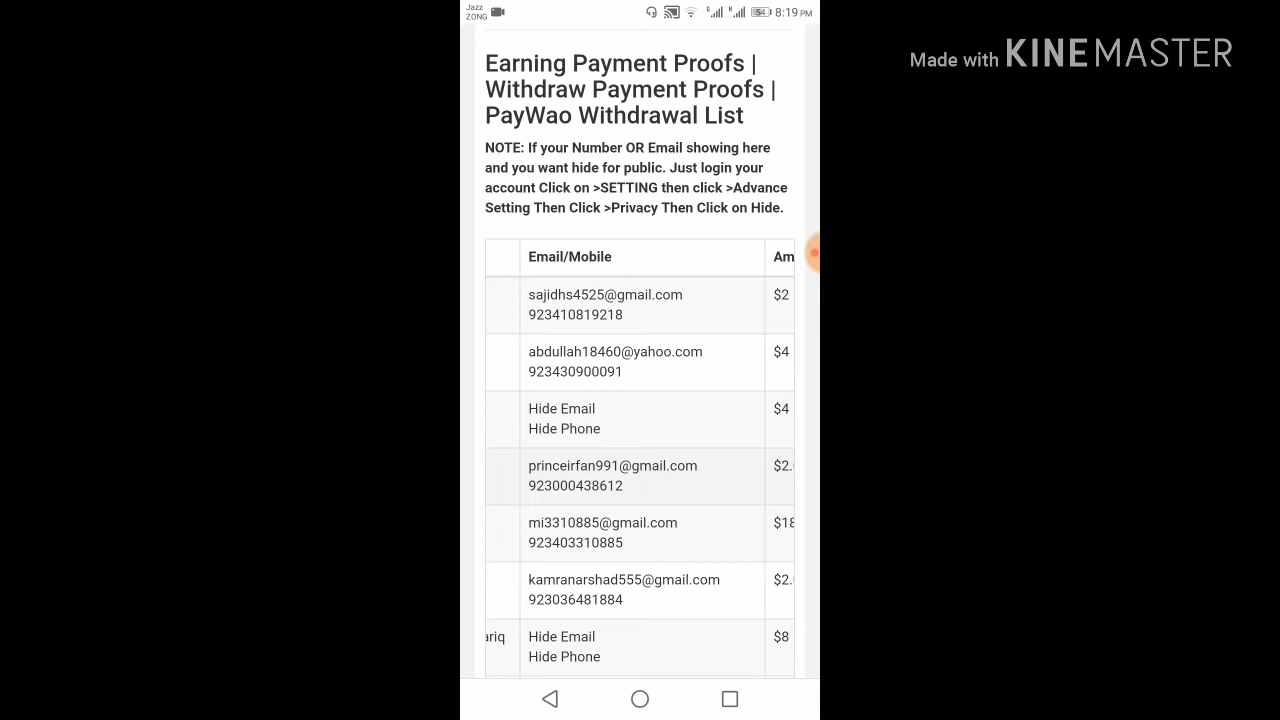 Jazz
ZONG
54 8:19 PM
Made with KINEMASTER
Earning Payment Proofs |
Withdraw Payment Proofs |
PayWao Withdrawal List
NOTE: If your Number OR Email showing here
and you want hide for public. Just login your
account Click on >SETTING then click >Advance
Setting Then Click >Privacy Then Click on Hide.
Email/Mobile Am
sajidhs4525@gmail.com $2
923410819218
abdullah18460@yahoo.com $4
923430900091
Hide Email $4
Hide Phone
princeirfan991@gmail.com $2.
923000438612
mi3310885@gmail.com $18
923403310885
kamranarshad555@gmail.com $2.
923036481884
ariq Hide Email $8
Hide Phone